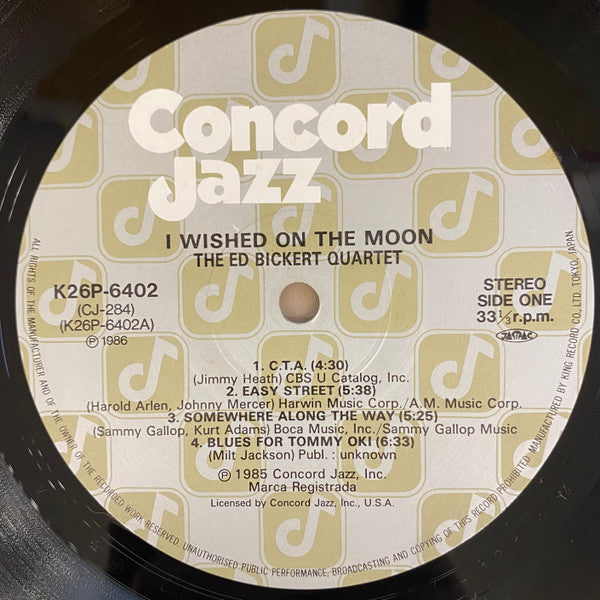 Concord
Jazz
I WISHED ON THE MOON
THE ED BICKERT QUARTET
K26P-6402
(CJ-284)
(K26P-6402A)
Ⓟ 1986
STEREO
SIDE ONE
33 1/3 r.p.m.
JASRAC
1. C.T.A. (4:30)
(Jimmy Heath) CBS U Catalog, Inc.
2. EASY STREET (5:38)
(Harold Arlen, Johnny Mercer) Harwin Music Corp./A.M. Music Corp.
3. SOMEWHERE ALONG THE WAY (5:25)
(Sammy Gallop, Kurt Adams) Boca Music, Inc./Sammy Gallop Music
4. BLUES FOR TOMMY OKI (6:33)
(Milt Jackson) Publ. : unknown
Ⓟ 1985 Concord Jazz, Inc.
Marca Registrada
Licensed by Concord Jazz, Inc., U.S.A.
ALL RIGHTS OF THE MANUFACTURER AND OF THE OWNER OF THE RECORDED WORK RESERVED. UNAUTHORISED PUBLIC PERFORMANCE, BROADCASTING AND COPYING OF THIS RECORD PROHIBITED. MANUFACTURED BY KING RECORD CO., LTD. TOKYO, JAPAN.